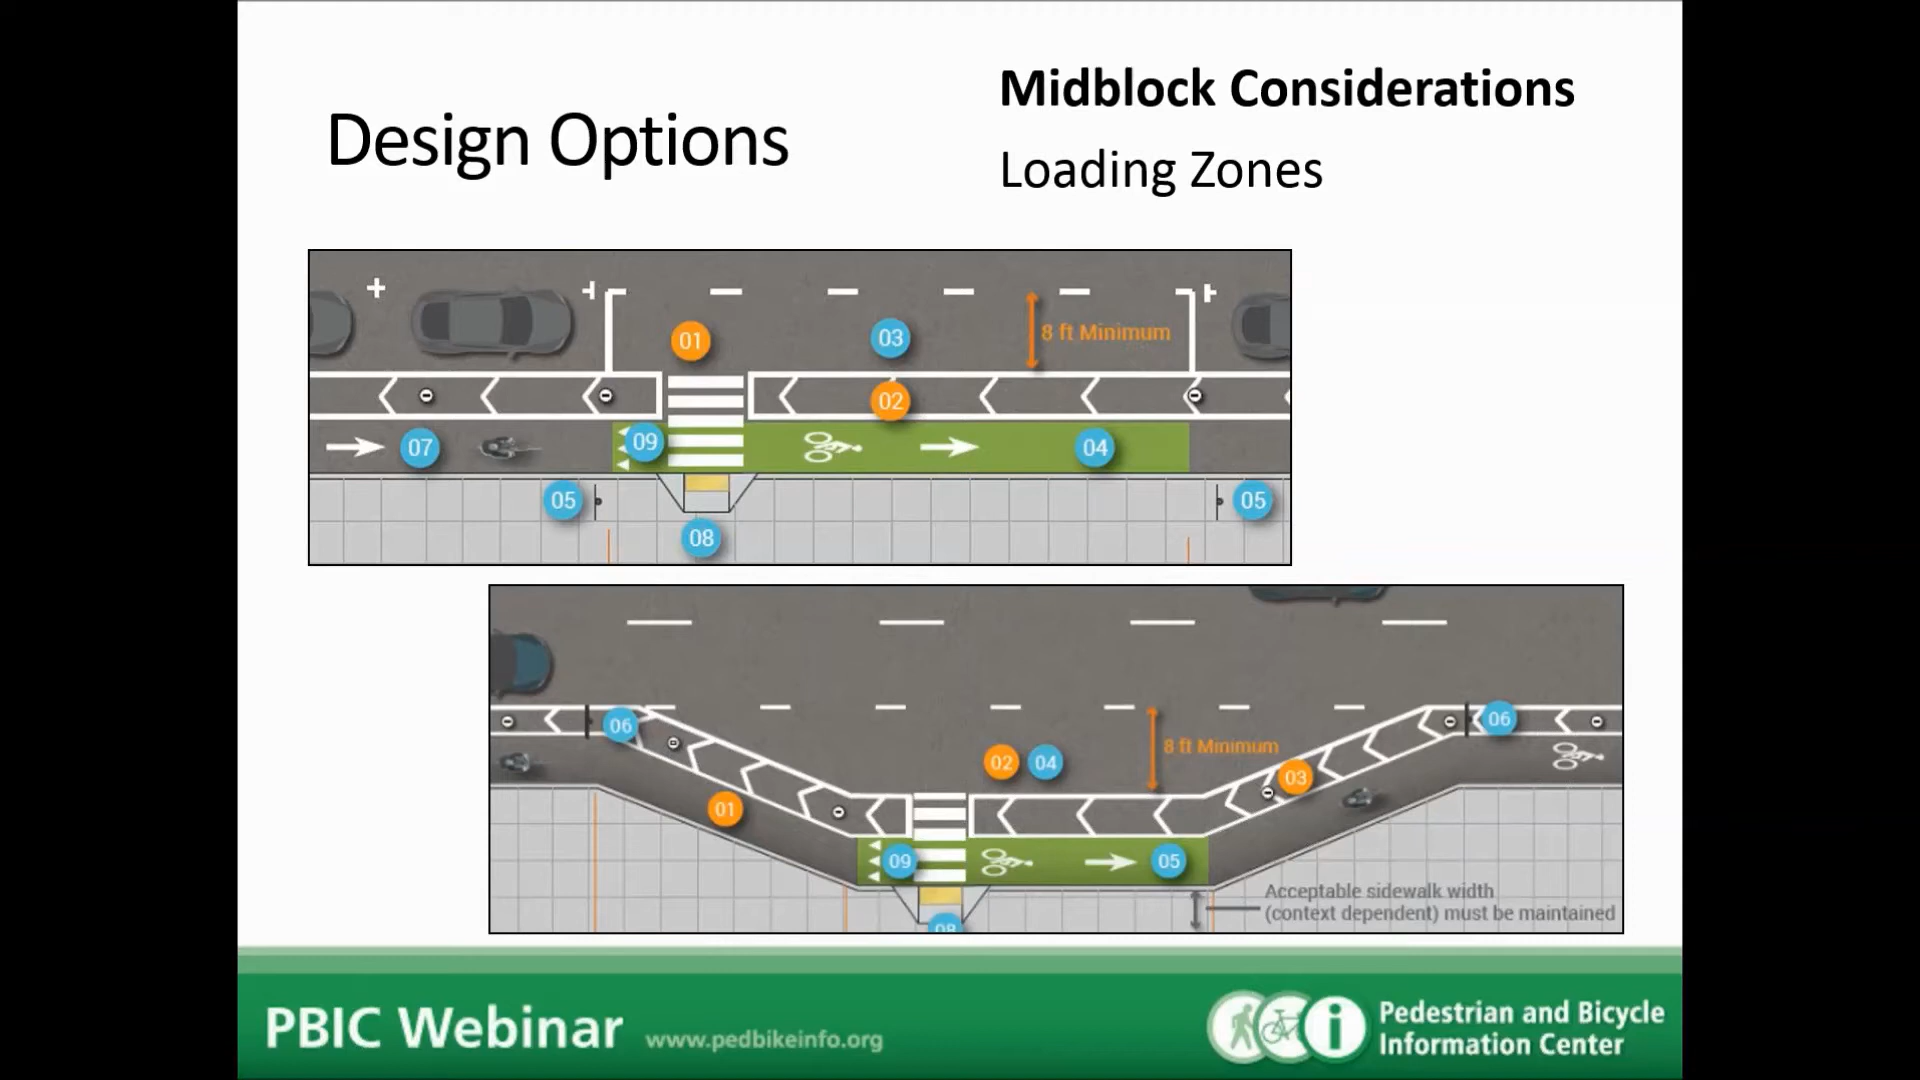 Design Options
Midblock Considerations
Loading Zones
01
03
8 ft Minimum
02
07
09
04
05
05
08
06
06
02
04
8 ft Minimum
03
01
09
05
Acceptable sidewalk width
(context dependent) must be maintained
08
PBIC Webinar
www.pedbikeinfo.org
i
Pedestrian and Bicycle
Information Center